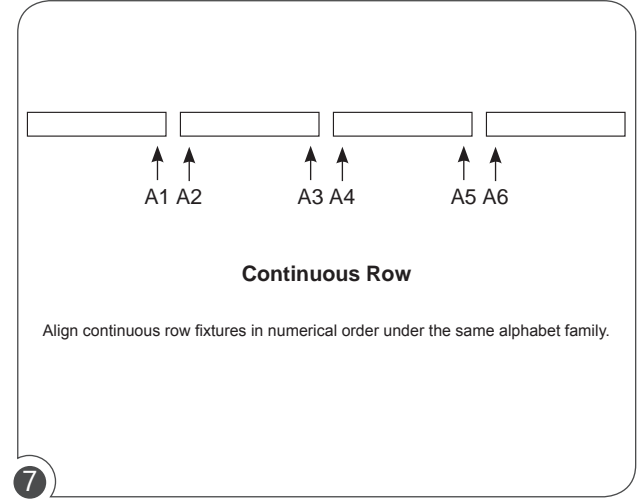 A1 A2 A3 A4 A5 A6
Continuous Row
Align continuous row fixtures in numerical order under the same alphabet family.
7